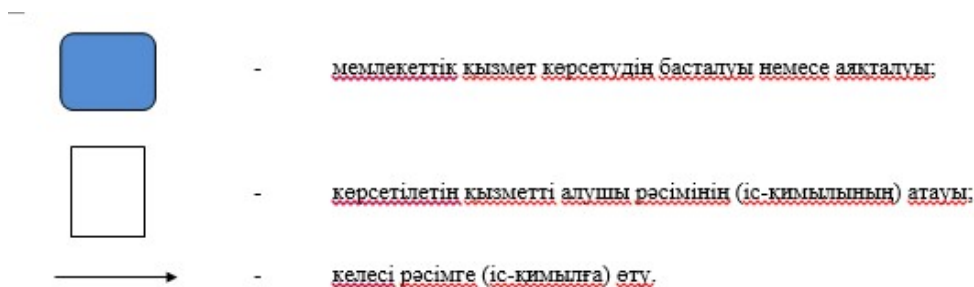 - мемлекеттік қызмет көрсетудің басталуы немесе аяқталуы;
- көрсетілетін қызметті алушы рәсімінің (іс-қимылының) атауы;
- келесі рәсімге (іс-қимылға) өту.